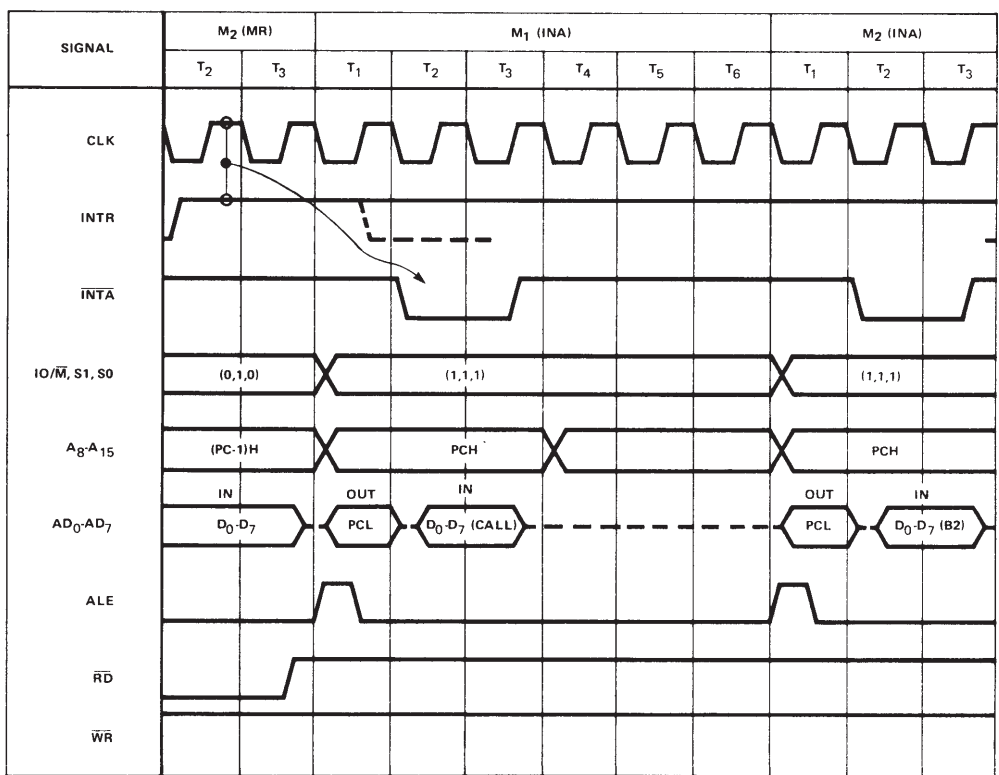 SIGNAL
M2 (MR)
M1 (INA)
M2 (INA)
T2 T3 T1 T2 T3 T4 T5 T6 T1 T2 T3
CLK
INTR
INTA
IO/M, S1, S0 (0,1,0) (1,1,1) (1,1,1)
A8-A15 (PC-1)H PCH PCH
IN OUT IN OUT IN
AD0-AD7 D0-D7 PCL D0-D7 (CALL) PCL D0-D7 (B2)
ALE
RD
WR